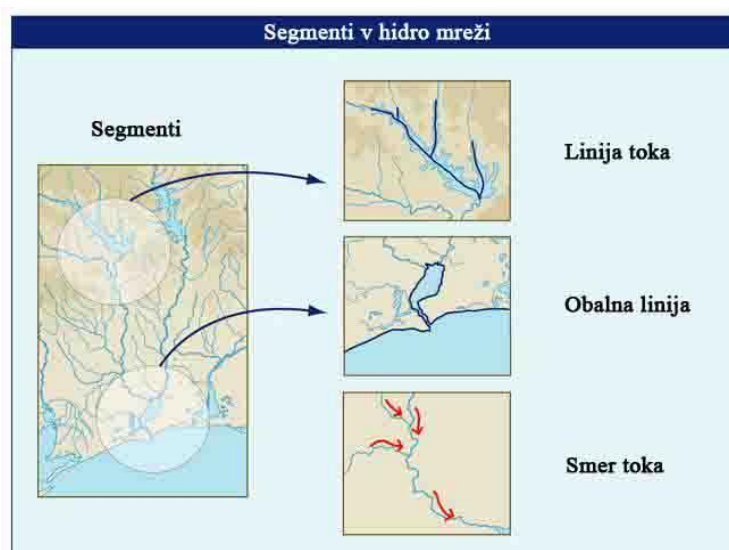 Segmenti v hidro mreži
Segmenti
Linija toka
Obalna linija
Smer toka